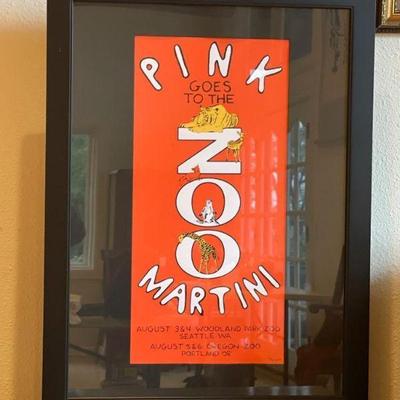 PINK
GOES
TO THE
ZOO
MARTINI
AUGUST 3&4 WOODLAND PARK ZOO
SEATTLE WA
AUGUST 5&6 OREGON ZOO
PORTLAND OR